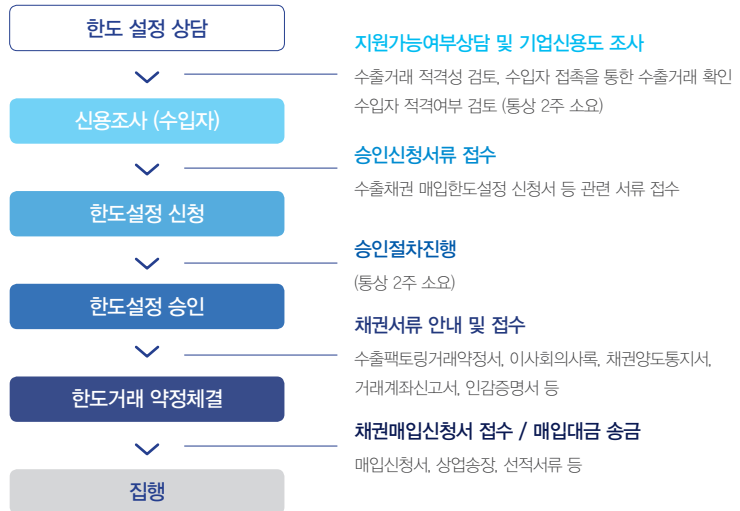 한도 설정 상담
지원가능여부상담 및 기업신용도 조사
수출거래 적격성 검토, 수입자 접촉을 통한 수출거래 확인
수입자 적격여부 검토 (통상 2주 소요)
신용조사 (수입자)
승인신청서류 접수
수출채권 매입한도설정 신청서 등 관련 서류 접수
한도설정 신청
승인절차진행
(통상 2주 소요)
한도설정 승인
채권서류 안내 및 접수
수출팩토링거래약정서, 이사회의사록, 채권양도통지서,
거래계좌신고서, 인감증명서 등
한도거래 약정체결
채권매입신청서 접수 / 매입대금 송금
매입신청서, 상업송장, 선적서류 등
집행